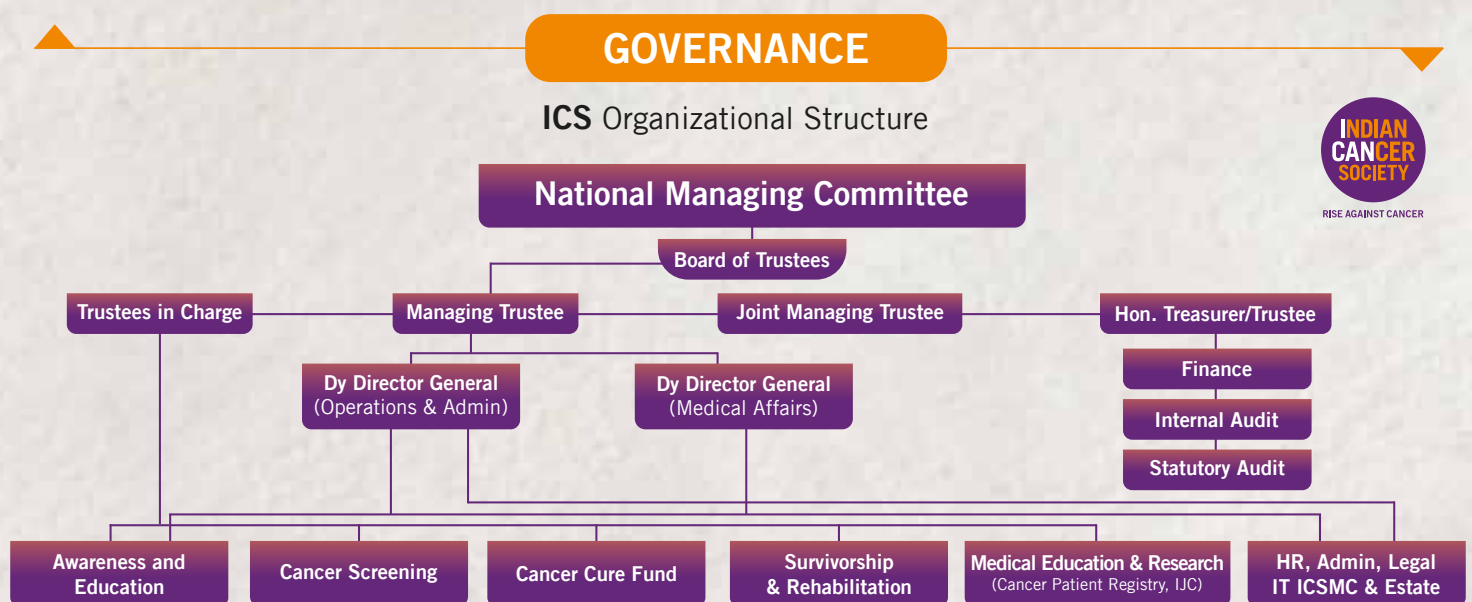 GOVERNANCE
ICS Organizational Structure
INDIAN
CANCER
SOCIETY
RISE AGAINST CANCER
National Managing Committee
Board of Trustees
Trustees in Charge
Managing Trustee
Joint Managing Trustee
Hon. Treasurer/Trustee
Dy Director General
(Operations & Admin)
Dy Director General
(Medical Affairs)
Finance
Internal Audit
Statutory Audit
Awareness and
Education
Cancer Screening
Cancer Cure Fund
Survivorship
& Rehabilitation
Medical Education & Research
(Cancer Patient Registry, IJC)
HR, Admin, Legal
IT ICSMC & Estate